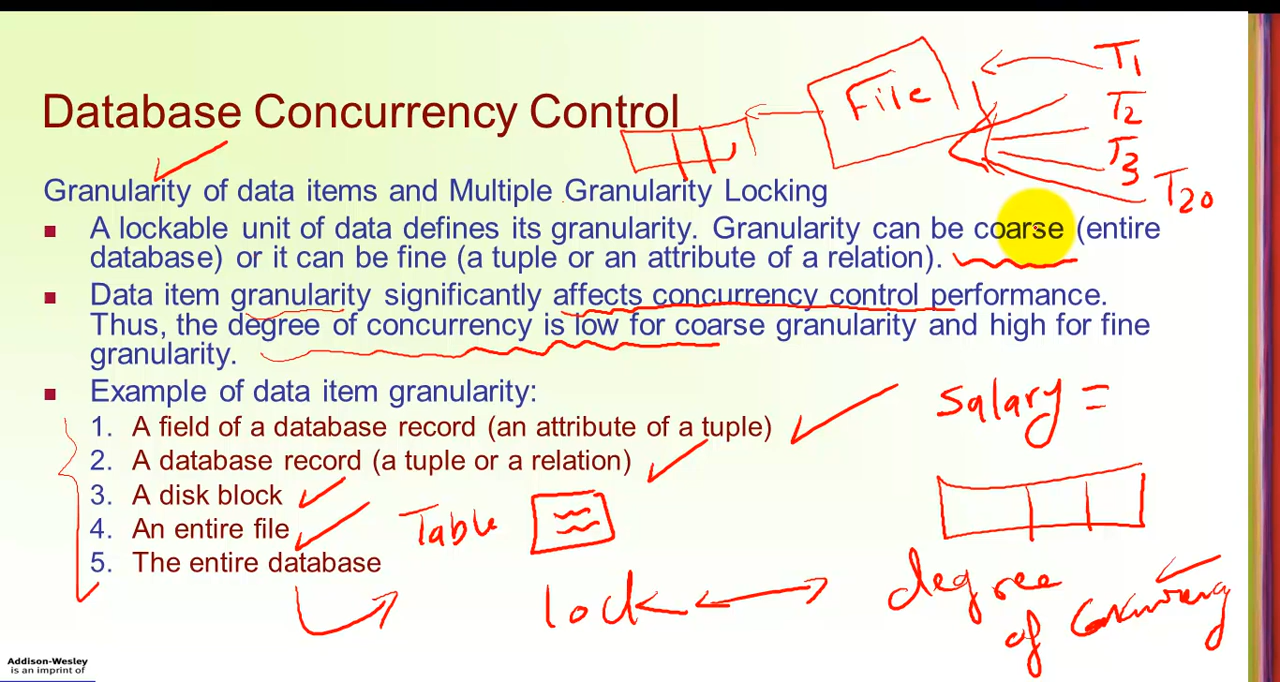 Database Concurrency Control
File
T1
T2
T3
T20
Granularity of data items and Multiple Granularity Locking
A lockable unit of data defines its granularity. Granularity can be coarse (entire
database) or it can be fine (a tuple or an attribute of a relation).
Data item granularity significantly affects concurrency control performance.
Thus, the degree of concurrency is low for coarse granularity and high for fine
granularity.
Example of data item granularity:
1. A field of a database record (an attribute of a tuple)
2. A database record (a tuple or a relation)
3. A disk block
4. An entire file
5. The entire database
salary =
Table
lock
degree
of
Addison-Wesley
is an imprint of